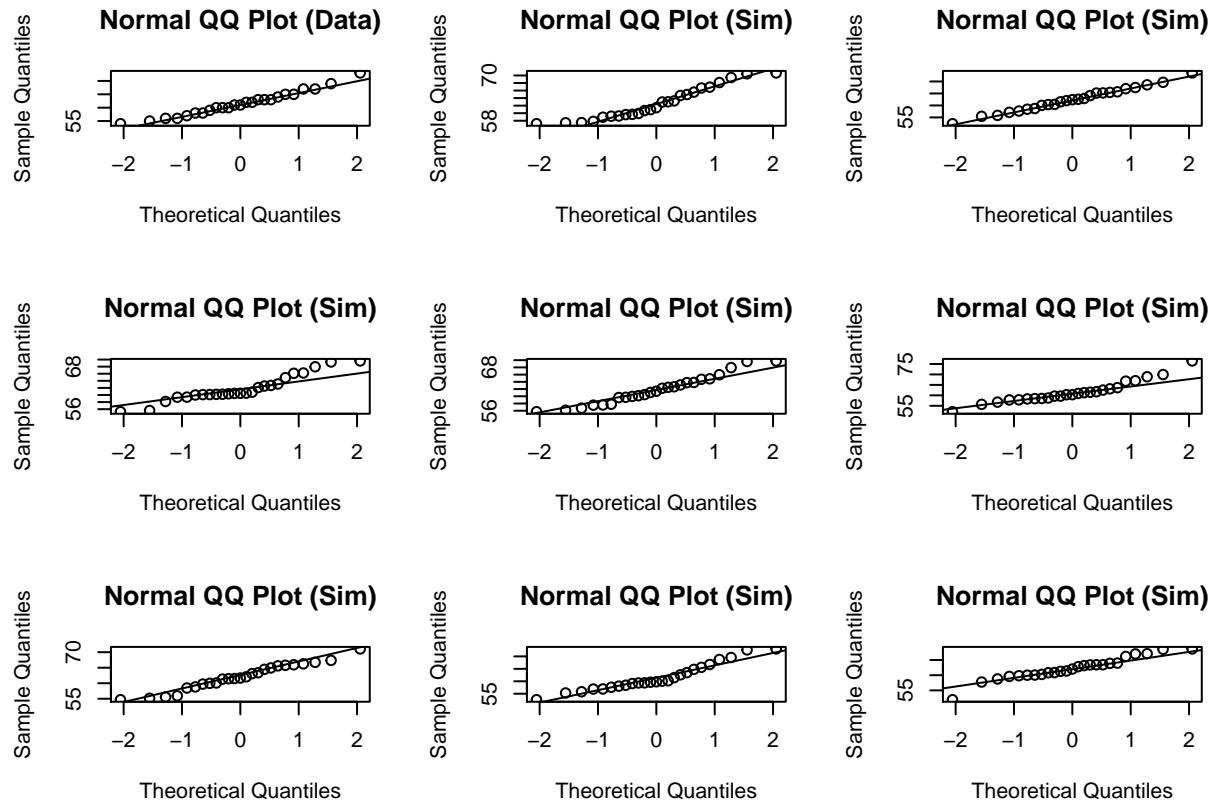 Normal QQ Plot (Data)
Sample Quantiles
55
−2 −1 0 1 2
Theoretical Quantiles
Normal QQ Plot (Sim)
Sample Quantiles
58 70
−2 −1 0 1 2
Theoretical Quantiles
Normal QQ Plot (Sim)
Sample Quantiles
55
−2 −1 0 1 2
Theoretical Quantiles
Normal QQ Plot (Sim)
Sample Quantiles
56 68
−2 −1 0 1 2
Theoretical Quantiles
Normal QQ Plot (Sim)
Sample Quantiles
56 68
−2 −1 0 1 2
Theoretical Quantiles
Normal QQ Plot (Sim)
Sample Quantiles
55 75
−2 −1 0 1 2
Theoretical Quantiles
Normal QQ Plot (Sim)
Sample Quantiles
55 70
−2 −1 0 1 2
Theoretical Quantiles
Normal QQ Plot (Sim)
Sample Quantiles
55
−2 −1 0 1 2
Theoretical Quantiles
Normal QQ Plot (Sim)
Sample Quantiles
55
−2 −1 0 1 2
Theoretical Quantiles